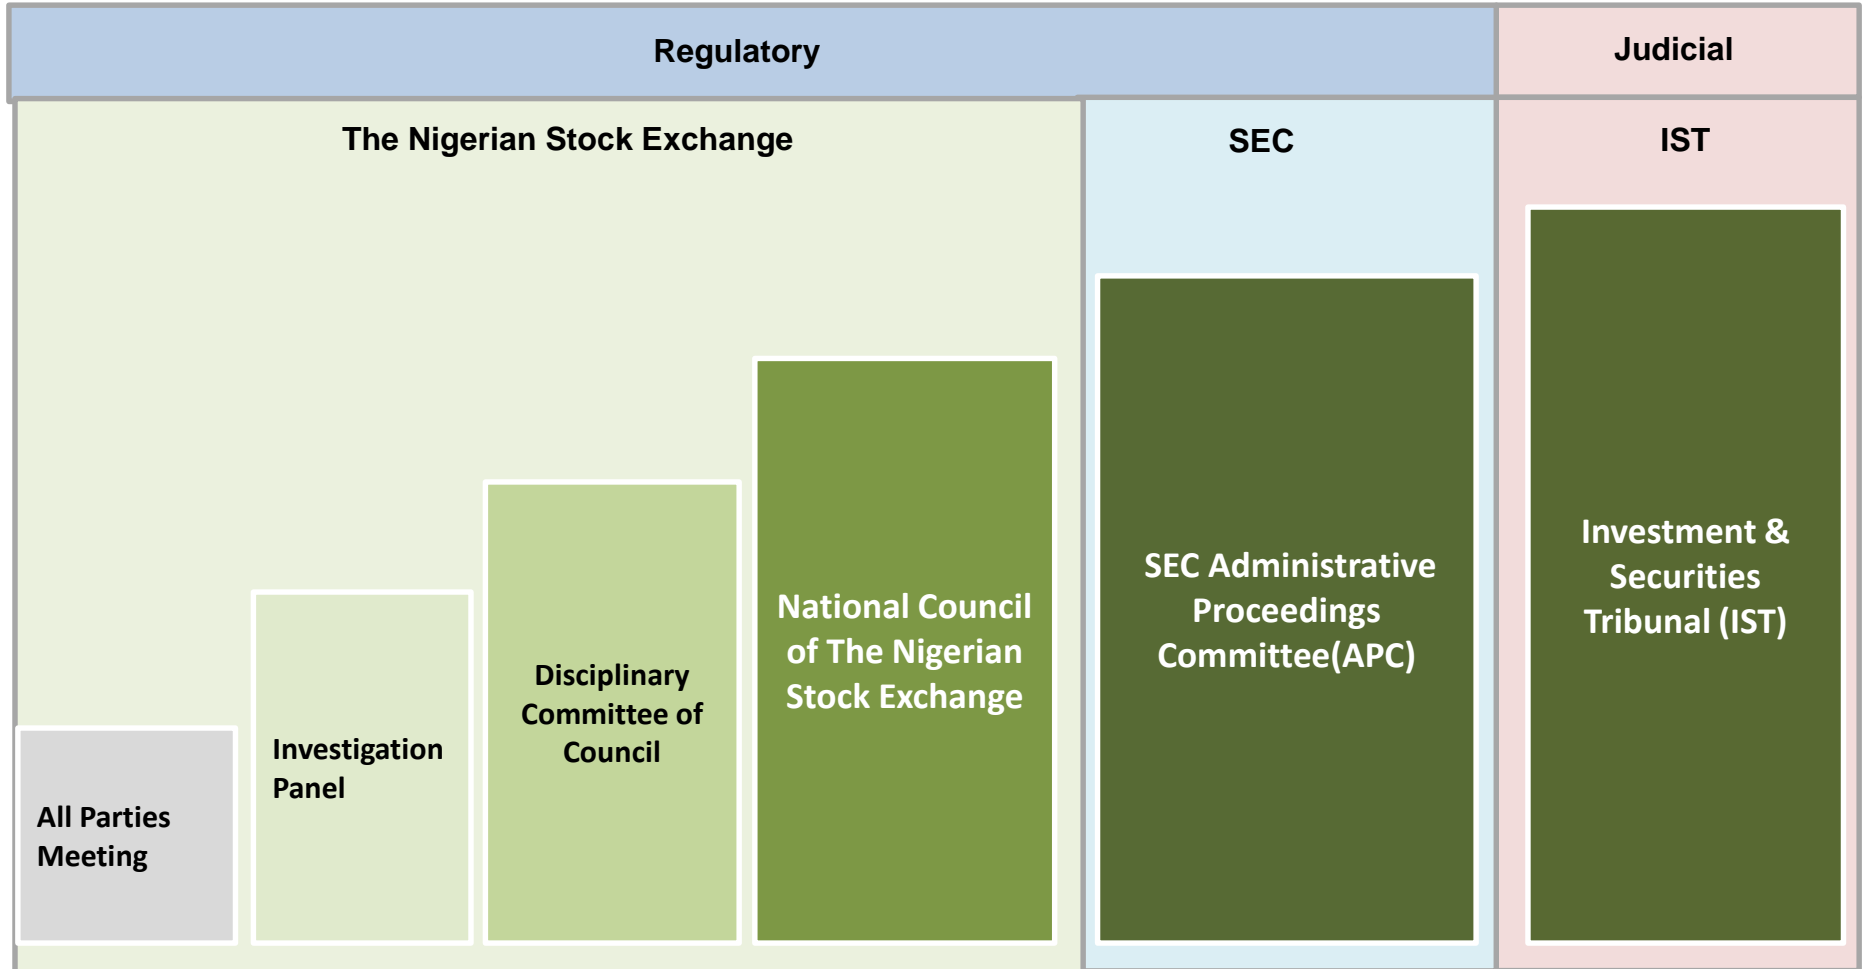 Regulatory
Judicial
The Nigerian Stock Exchange
SEC
IST
All Parties
Meeting
Investigation
Panel
Disciplinary
Committee of
Council
National Council
of The Nigerian
Stock Exchange
SEC Administrative
Proceedings
Committee(APC)
Investment &
Securities
Tribunal (IST)